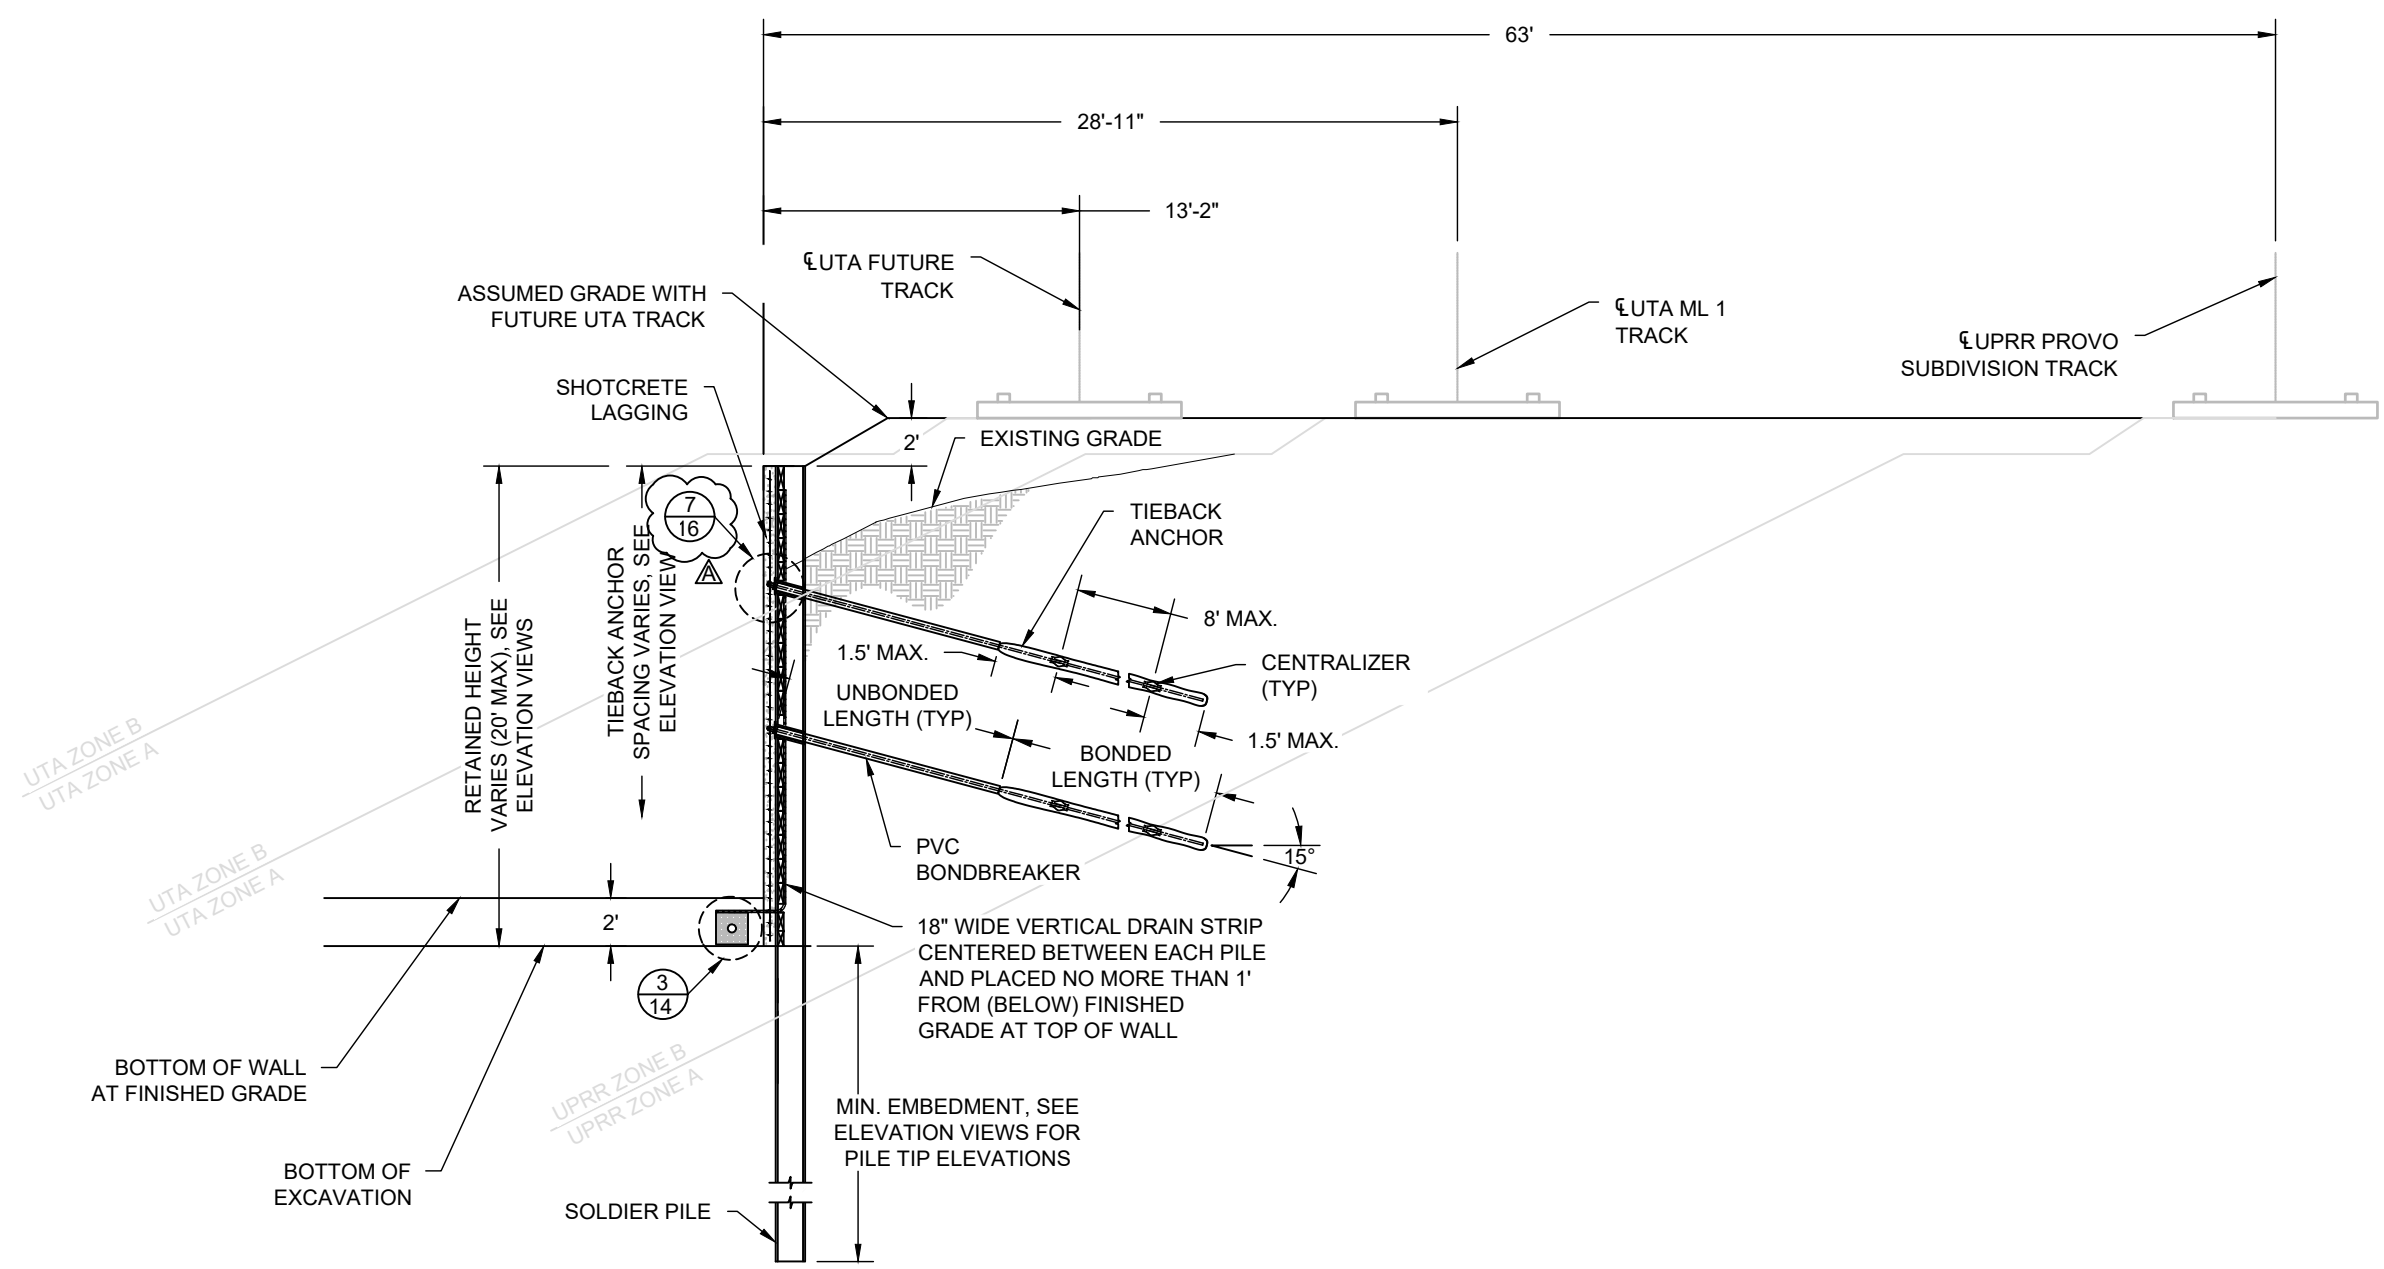 63'
28'-11"
13'-2"
℄UTA FUTURE
TRACK
ASSUMED GRADE WITH
FUTURE UTA TRACK
℄UTA ML 1
TRACK
℄UPRR PROVO
SUBDIVISION TRACK
SHOTCRETE
LAGGING
2'
EXISTING GRADE
7
16
A
TIEBACK
ANCHOR
TIEBACK ANCHOR
SPACING VARIES, SEE
ELEVATION VIEW
RETAINED HEIGHT
VARIES (20' MAX), SEE
ELEVATION VIEWS
8' MAX.
1.5' MAX.
CENTRALIZER
(TYP)
UNBONDED
LENGTH (TYP)
1.5' MAX.
BONDED
LENGTH (TYP)
UTA ZONE B
UTA ZONE A
PVC
BONDBREAKER
15°
UTA ZONE B
UTA ZONE A
2'
18" WIDE VERTICAL DRAIN STRIP
CENTERED BETWEEN EACH PILE
AND PLACED NO MORE THAN 1'
FROM (BELOW) FINISHED
GRADE AT TOP OF WALL
3
14
BOTTOM OF WALL
AT FINISHED GRADE
UPRR ZONE B
UPRR ZONE A
MIN. EMBEDMENT, SEE
ELEVATION VIEWS FOR
PILE TIP ELEVATIONS
BOTTOM OF
EXCAVATION
SOLDIER PILE